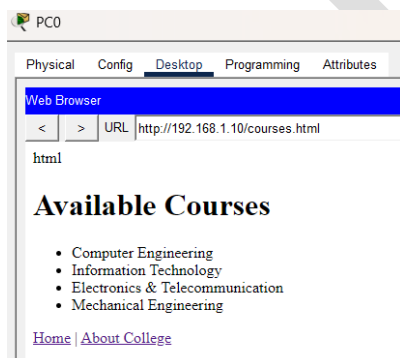 PC0
Physical Config Desktop Programming Attributes
Web Browser
< > URL http://192.168.1.10/courses.html
html
Available Courses
• Computer Engineering
• Information Technology
• Electronics & Telecommunication
• Mechanical Engineering
Home | About College